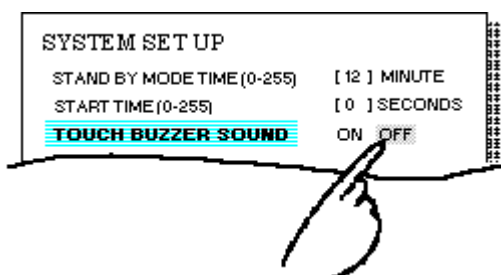 SYSTEM SET UP
STAND BY MODE TIME (0-255) [ 12 ] MINUTE
START TIME (0-255) [ 0 ] SECONDS
TOUCH BUZZER SOUND ON OFF